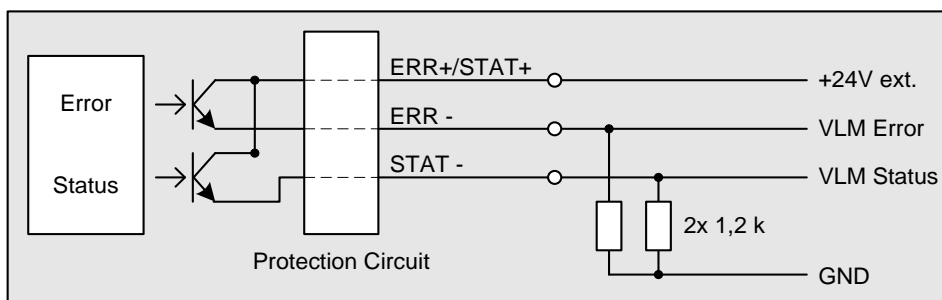 Error
Status
Protection Circuit
ERR+/STAT+
ERR -
STAT -
+24V ext.
VLM Error
VLM Status
2x 1,2 k
GND